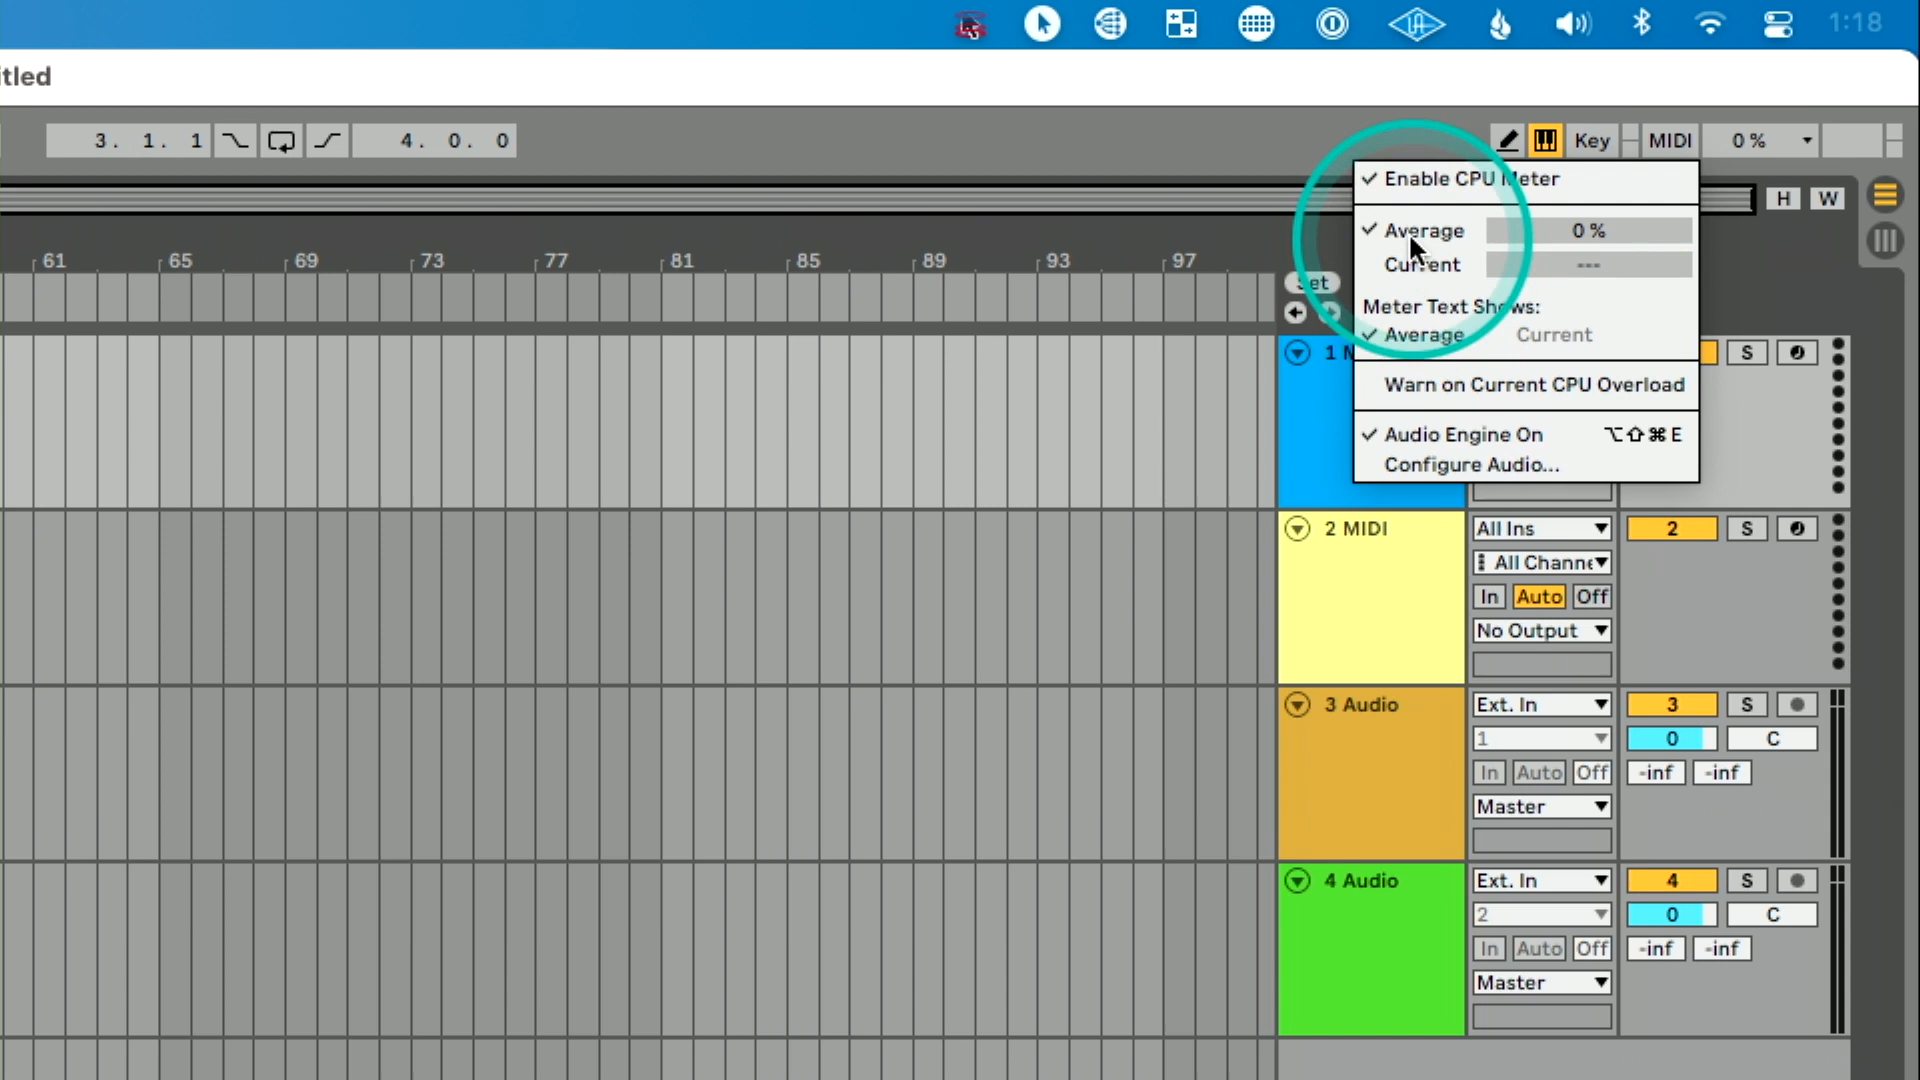 1:18
itled
3. 1. 1
4. 0. 0
Key
MIDI
0 %
Enable CPU Meter
H W
Average 0 %
Current ---
61 65 69 73 77 81 85 89 93 97
Set
Meter Text Shows:
Average Current
Warn on Current CPU Overload
Audio Engine On ⌥⇧⌘E
Configure Audio...
1 M
S
2 MIDI
All Ins
2 S
All Channe
In Auto Off
No Output
3 Audio
Ext. In
3 S
1
0 C
In Auto Off
-inf -inf
Master
4 Audio
Ext. In
4 S
2
0 C
In Auto Off
-inf -inf
Master